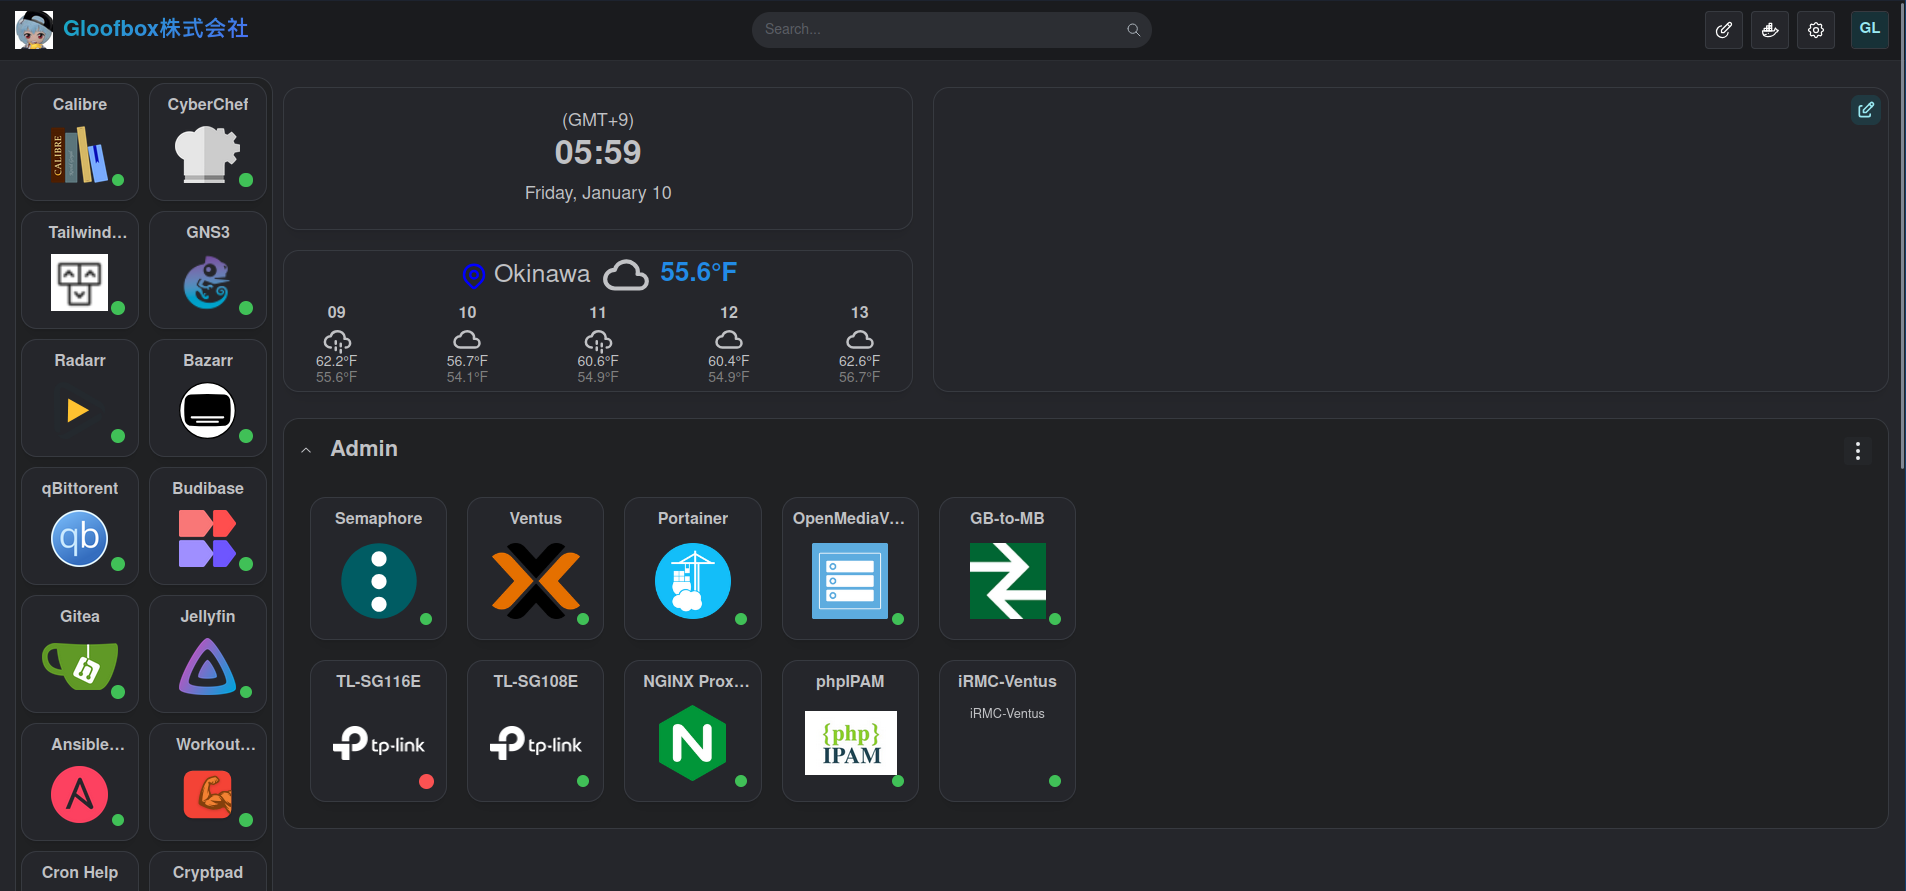 Gloofbox株式会社
Search...
GL
Calibre
CyberChef
CALIBRE
Tailwind...
GNS3
Radarr
Bazarr
qBittorent
Budibase
qb
Gitea
Jellyfin
Ansible...
Workout...
Cron Help
Cryptpad
(GMT+9)
05:59
Friday, January 10
Okinawa 55.6°F
09 10 11 12 13
62.2°F 56.7°F 60.6°F 60.4°F 62.6°F
55.6°F 54.1°F 54.9°F 54.9°F 56.7°F
Admin
Semaphore
Ventus
Portainer
OpenMediaV...
GB-to-MB
TL-SG116E
tp-link
TL-SG108E
tp-link
NGINX Prox...
N
phpIPAM
{php}
IPAM
iRMC-Ventus
iRMC-Ventus